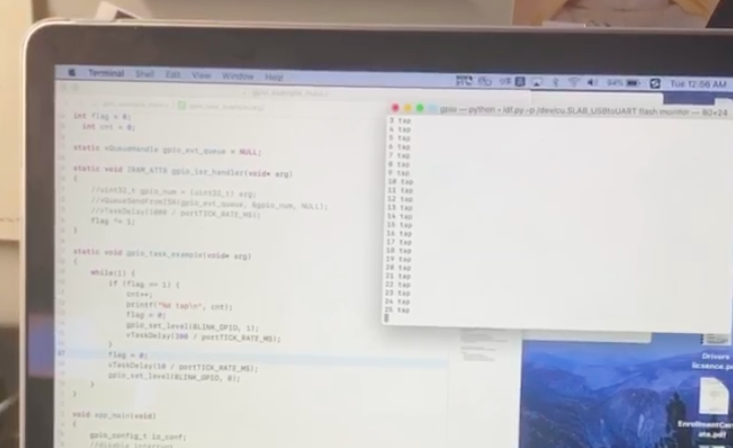 Terminal Shell Edit View Window Help
94%
Tue 12:56 AM
gpio — python • idf.py -p /dev/cu.SLAB_USBtoUART flash monitor — 80×24
int flag = 0;
int cnt = 0;
static xQueueHandle gpio_evt_queue = NULL;
static void IRAM_ATTR gpio_isr_handler(void* arg)
{
//uint32_t gpio_num = (uint32_t) arg;
//xQueueSendFromISR(gpio_evt_queue, &gpio_num, NULL);
//vTaskDelay(1000 / portTICK_RATE_MS)
flag ^= 1;
}
static void gpio_task_example(void* arg)
{
while(1) {
if (flag == 1) {
cnt++;
printf("%d tap\n", cnt);
flag = 0;
gpio_set_level(BLINK_GPIO, 1);
vTaskDelay(100 / portTICK_RATE_MS);
}
flag = 0;
vTaskDelay(10 / portTICK_RATE_MS);
gpio_set_level(BLINK_GPIO, 0);
}
}
void app_main(void)
{
gpio_config_t io_conf;
//disable interrupt
3 tap
4 tap
5 tap
6 tap
7 tap
8 tap
9 tap
10 tap
11 tap
12 tap
13 tap
14 tap
15 tap
16 tap
17 tap
18 tap
19 tap
20 tap
21 tap
22 tap
23 tap
24 tap
25 tap
Drivers
licsence.p
EnrollmentCer
ate.pdf